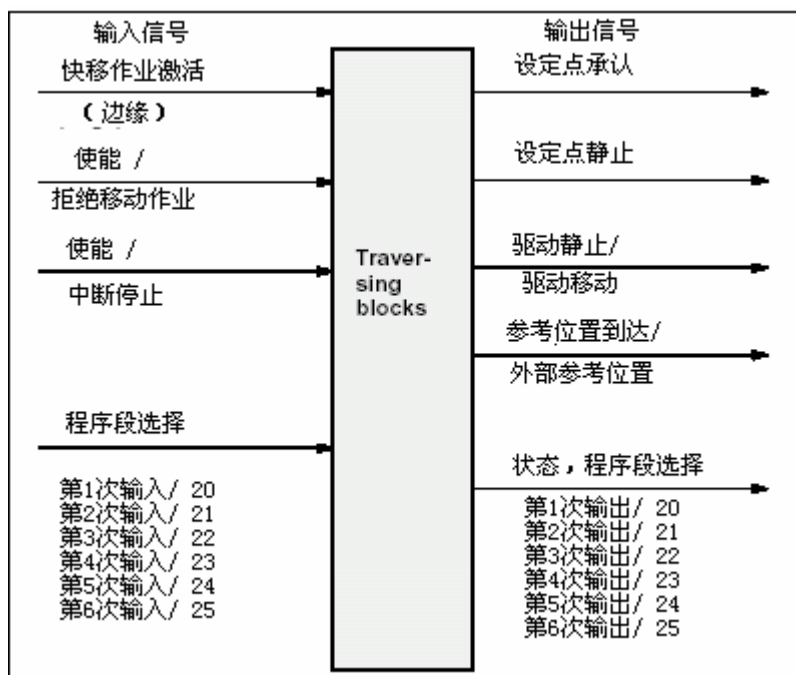 输入信号
快移作业激活
（边缘）
使能 /
拒绝移动作业
使能 /
中断停止
程序段选择
第1次输入/ 20
第2次输入/ 21
第3次输入/ 22
第4次输入/ 23
第5次输入/ 24
第6次输入/ 25
Traver-
sing
blocks
输出信号
设定点承认
设定点静止
驱动静止/
驱动移动
参考位置到达/
外部参考位置
状态，程序段选择
第1次输出/ 20
第2次输出/ 21
第3次输出/ 22
第4次输出/ 23
第5次输出/ 24
第6次输出/ 25